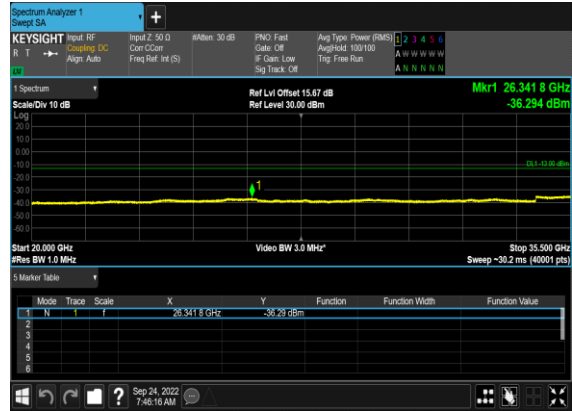 Spectrum Analyzer 1
Swept SA
+
KEYSIGHT Input: RF Input Z: 50 Ω #Atten: 30 dB PNO: Fast Avg Type: Power (RMS) 1 2 3 4 5 6
R T Coupling: DC Corr CCorr Gate: Off Avg|Hold: 100/100 A W W W W W
Align: Auto Freq Ref: Int (S) IF Gain: Low Trig: Free Run
Sig Track: Off A N N N N N
1 Spectrum Ref Lvl Offset 15.67 dB Mkr1 26.341 8 GHz
Scale/Div 10 dB Ref Level 30.00 dBm -36.294 dBm
Log
20.0
10.0
0.00
-10.0 DL1 -13.00 dBm
-20.0
-30.0 1
-40.0
-50.0
-60.0
Start 20.000 GHz Video BW 3.0 MHz* Stop 35.500 GHz
#Res BW 1.0 MHz Sweep ~30.2 ms (40001 pts)
5 Marker Table
Mode Trace Scale X Y Function Function Width Function Value
1 N 1 f 26.341 8 GHz -36.29 dBm
2
3
4
5
6
? Sep 24, 2022
7:46:16 AM